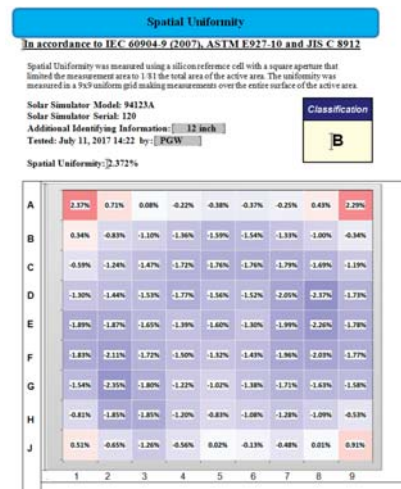 Spatial Uniformity
In accordance to IEC 60904-9 (2007), ASTM E927-10 and JIS C 8912
Spatial Uniformity was measured using a silicon reference cell with a square aperture that
limited the measurement area to 1/81 the total area of the active area. The uniformity was
measured in a 9x9 uniform grid making measurements over the entire surface of the active area.
Solar Simulator Model: 94123A
Solar Simulator Serial: 120
Additional Identifying Information: 12 inch
Tested: July 11, 2017 14:22 by: PGW
Classification
B
Spatial Uniformity: 2.372%
A 2.37% 0.71% 0.08% -0.22% -0.38% -0.37% -0.25% 0.43% 2.29%
B 0.34% -0.83% -1.10% -1.36% -1.59% -1.54% -1.33% -1.00% -0.34%
C -0.59% -1.24% -1.47% -1.72% -1.76% -1.76% -1.79% -1.69% -1.19%
D -1.30% -1.44% -1.53% -1.77% -1.56% -1.52% -2.05% -2.37% -1.73%
E -1.89% -1.87% -1.65% -1.39% -1.60% -1.30% -1.99% -2.26% -1.78%
F -1.83% -2.11% -1.72% -1.50% -1.32% -1.43% -1.96% -2.03% -1.77%
G -1.54% -2.35% -1.80% -1.22% -1.02% -1.38% -1.71% -1.63% -1.58%
H -0.81% -1.85% -1.85% -1.20% -0.83% -1.08% -1.28% -1.09% -0.53%
J 0.51% -0.65% -1.26% -0.56% 0.02% -0.13% -0.48% 0.01% 0.91%
1 2 3 4 5 6 7 8 9